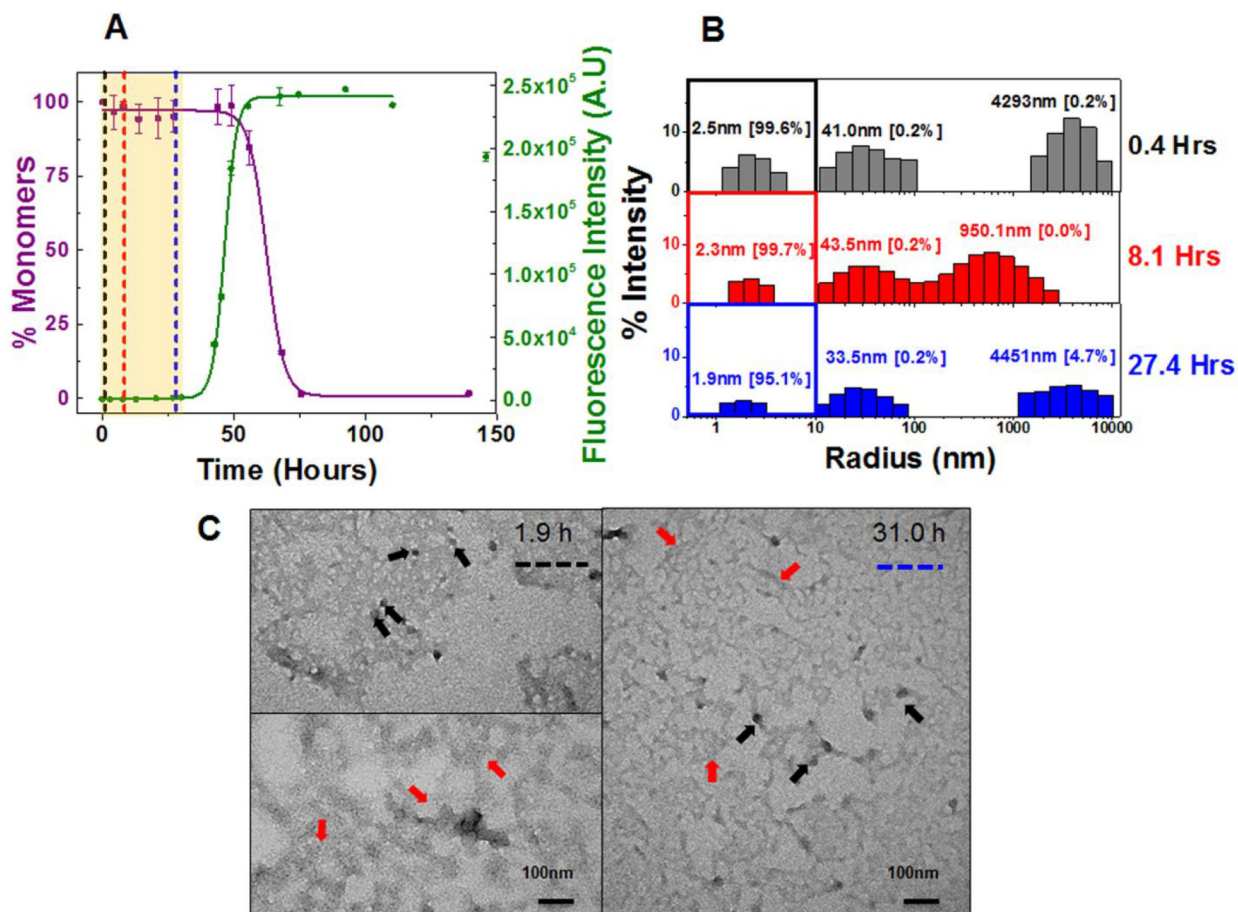 A
% Monomers
100
75
50
25
0
0
50
100
150
Time (Hours)
2.5x10⁵
2.0x10⁵
1.5x10⁵
1.0x10⁵
5.0x10⁴
0.0
Fluorescence Intensity (A.U)
B
% Intensity
10
0
2.5nm [99.6%]
41.0nm [0.2%]
4293nm [0.2%]
0.4 Hrs
10
0
2.3nm [99.7%]
43.5nm [0.2%]
950.1nm [0.0%]
8.1 Hrs
10
0
1.9nm [95.1%]
33.5nm [0.2%]
4451nm [4.7%]
27.4 Hrs
1
10
100
1000
10000
Radius (nm)
C
1.9 h
31.0 h
100nm
100nm